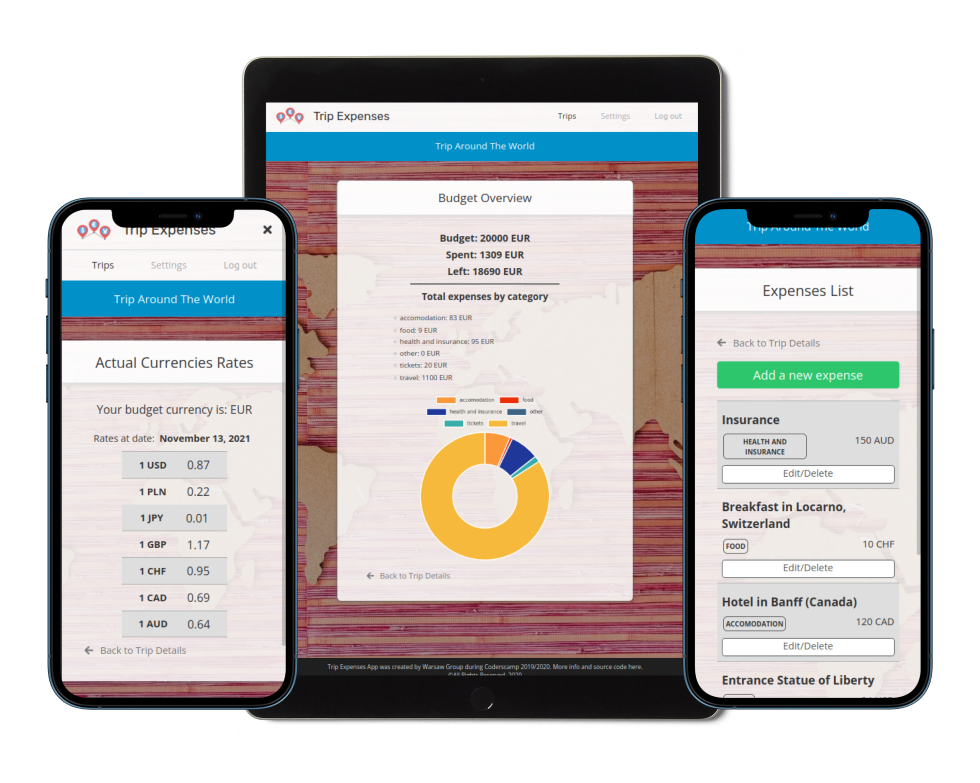 Trip Expenses
Trips Settings Log out
Trip Around The World
Budget Overview
Budget: 20000 EUR
Spent: 1309 EUR
Left: 18690 EUR
Total expenses by category
accomodation: 83 EUR
food: 9 EUR
health and insurance: 95 EUR
other: 0 EUR
tickets: 20 EUR
travel: 1100 EUR
accomodation food
health and insurance other
tickets travel
← Back to Trip Details
Trip Expenses App was created by Warsaw Group during Coderscamp 2019/2020. More info and source code here.
©All Rights Reserved, 2020
Trip Expenses ×
Trips Settings Log out
Trip Around The World
Actual Currencies Rates
Your budget currency is: EUR
Rates at date: November 13, 2021
1 USD 0.87
1 PLN 0.22
1 JPY 0.01
1 GBP 1.17
1 CHF 0.95
1 CAD 0.69
1 AUD 0.64
← Back to Trip Details
Trip Around The World
Expenses List
← Back to Trip Details
Add a new expense
Insurance
HEALTH AND
INSURANCE
150 AUD
Edit/Delete
Breakfast in Locarno,
Switzerland
FOOD 10 CHF
Edit/Delete
Hotel in Banff (Canada)
ACCOMODATION 120 CAD
Edit/Delete
Entrance Statue of Liberty